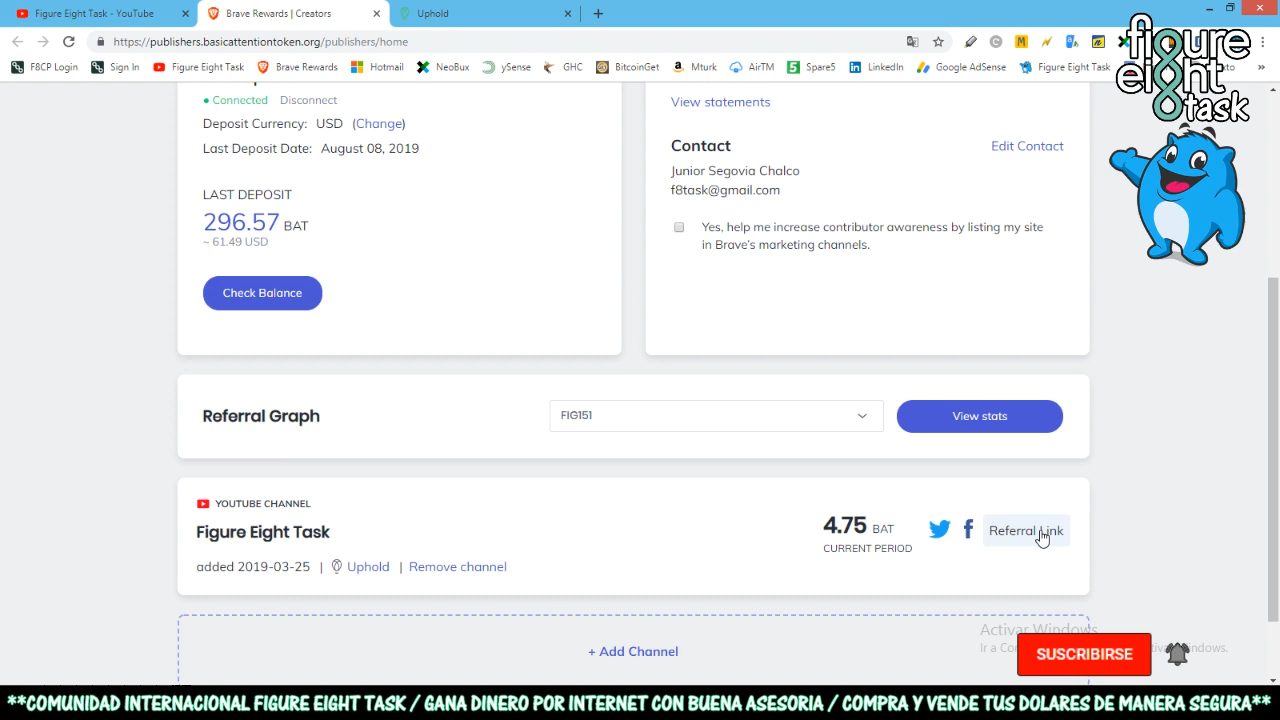 Figure Eight Task - YouTube
Brave Rewards | Creators
Uphold
https://publishers.basicattentiontoken.org/publishers/home
F8CP Login
Sign In
Figure Eight Task
Brave Rewards
Hotmail
NeoBux
ySense
GHC
BitcoinGet
Mturk
AirTM
Spare5
LinkedIn
Google AdSense
Figure Eight Task
figure
eight
task
Connected Disconnect
Deposit Currency: USD (Change)
Last Deposit Date: August 08, 2019
LAST DEPOSIT
296.57 BAT
~ 61.49 USD
Check Balance
View statements
Contact
Edit Contact
Junior Segovia Chalco
f8task@gmail.com
Yes, help me increase contributor awareness by listing my site
in Brave's marketing channels.
Referral Graph
FIG151
View stats
YOUTUBE CHANNEL
Figure Eight Task
added 2019-03-25 | Uphold | Remove channel
4.75 BAT
CURRENT PERIOD
Referral Link
+ Add Channel
Activar Windows
SUSCRIBIRSE
**COMUNIDAD INTERNACIONAL FIGURE EIGHT TASK / GANA DINERO POR INTERNET CON BUENA ASESORIA / COMPRA Y VENDE TUS DOLARES DE MANERA SEGURA**